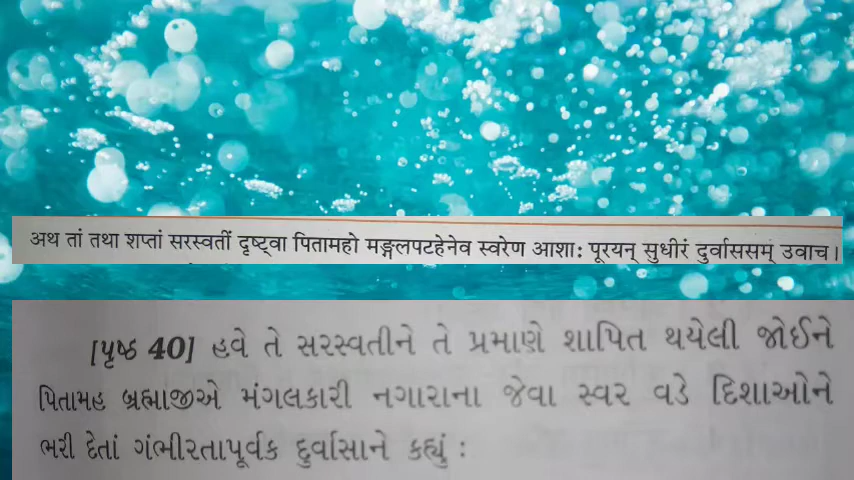 अथ तां तथा शप्तां सरस्वतीं दृष्ट्वा पितामहो मङ्गलपटहेनेव स्वरेण आशाः पूरयन् सुधीरं दुर्वाससम् उवाच।
[પૃષ્ઠ 40] હવે તે સરસ્વતીને તે પ્રમાણે શાપિત થયેલી જોઈને
પિતામહ બ્રહ્માજીએ મંગલકારી નગારાના જેવા સ્વર વડે દિશાઓને
ભરી દેતાં ગંભીરતાપૂર્વક દુર્વાસાને કહ્યું :